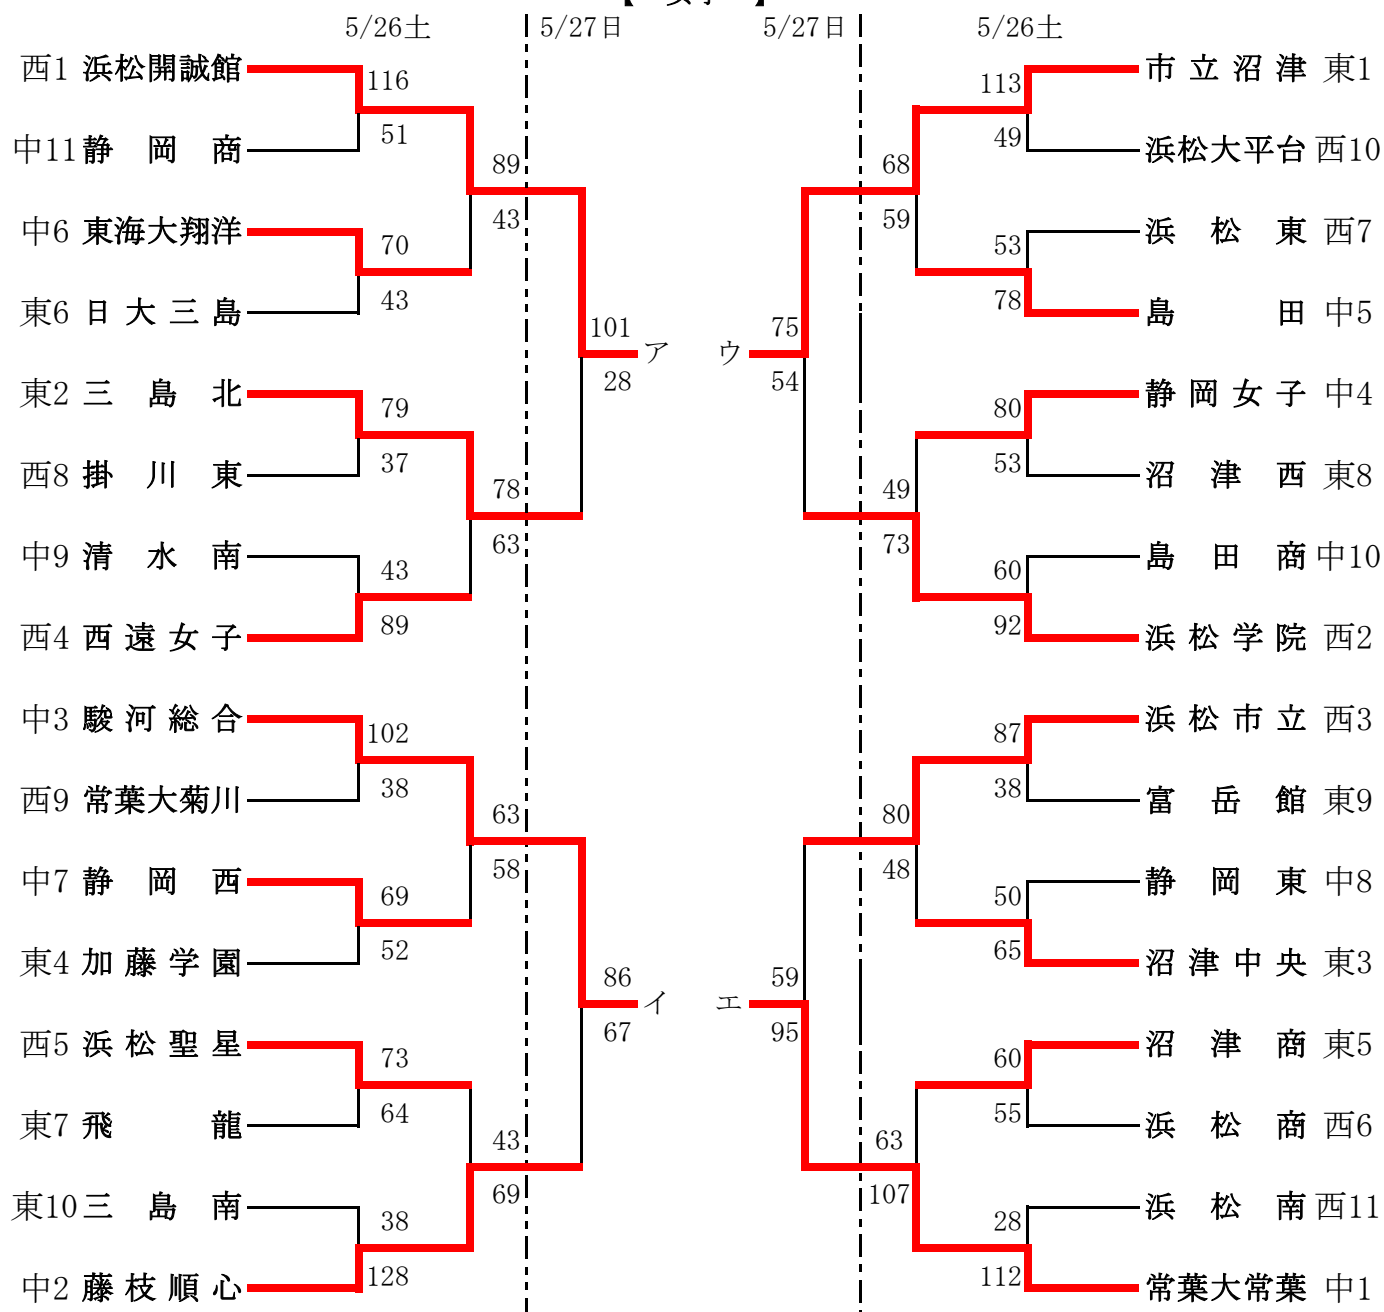 5/26土 5/27日 5/27日 5/26土
西1 浜松開誠館 116 113 市立沼津 東1
中11 静岡商 51 49 浜松大平台 西10
89 68
中6 東海大翔洋 70 43 59 53 浜松東 西7
東6 日大三島 43 78 島田 中5
101 ア ウ 75
28 54
東2 三島北 79 80 静岡女子 中4
西8 掛川東 37 53 沼津西 東8
78 49
63 73
中9 清水南 43 60 島田商 中10
西4 西遠女子 89 92 浜松学院 西2
中3 駿河総合 102 87 浜松市立 西3
西9 常葉大菊川 38 38 富岳館 東9
63 80
58 48
中7 静岡西 69 50 静岡東 中8
東4 加藤学園 52 65 沼津中央 東3
86 イ エ 59
67 95
西5 浜松聖星 73 60 沼津商 東5
東7 飛龍 64 55 浜松商 西6
43 63
69 107
東10 三島南 38 28 浜松南 西11
中2 藤枝順心 128 112 常葉大常葉 中1